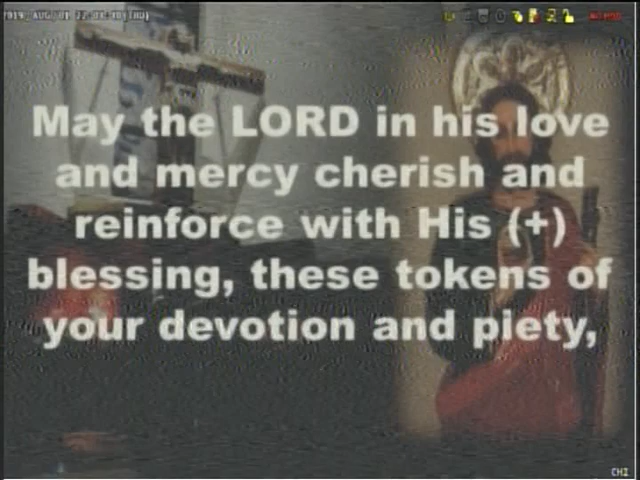 May the LORD in his love
and mercy cherish and
reinforce with His (+)
blessing, these tokens of
your devotion and piety,
CH2